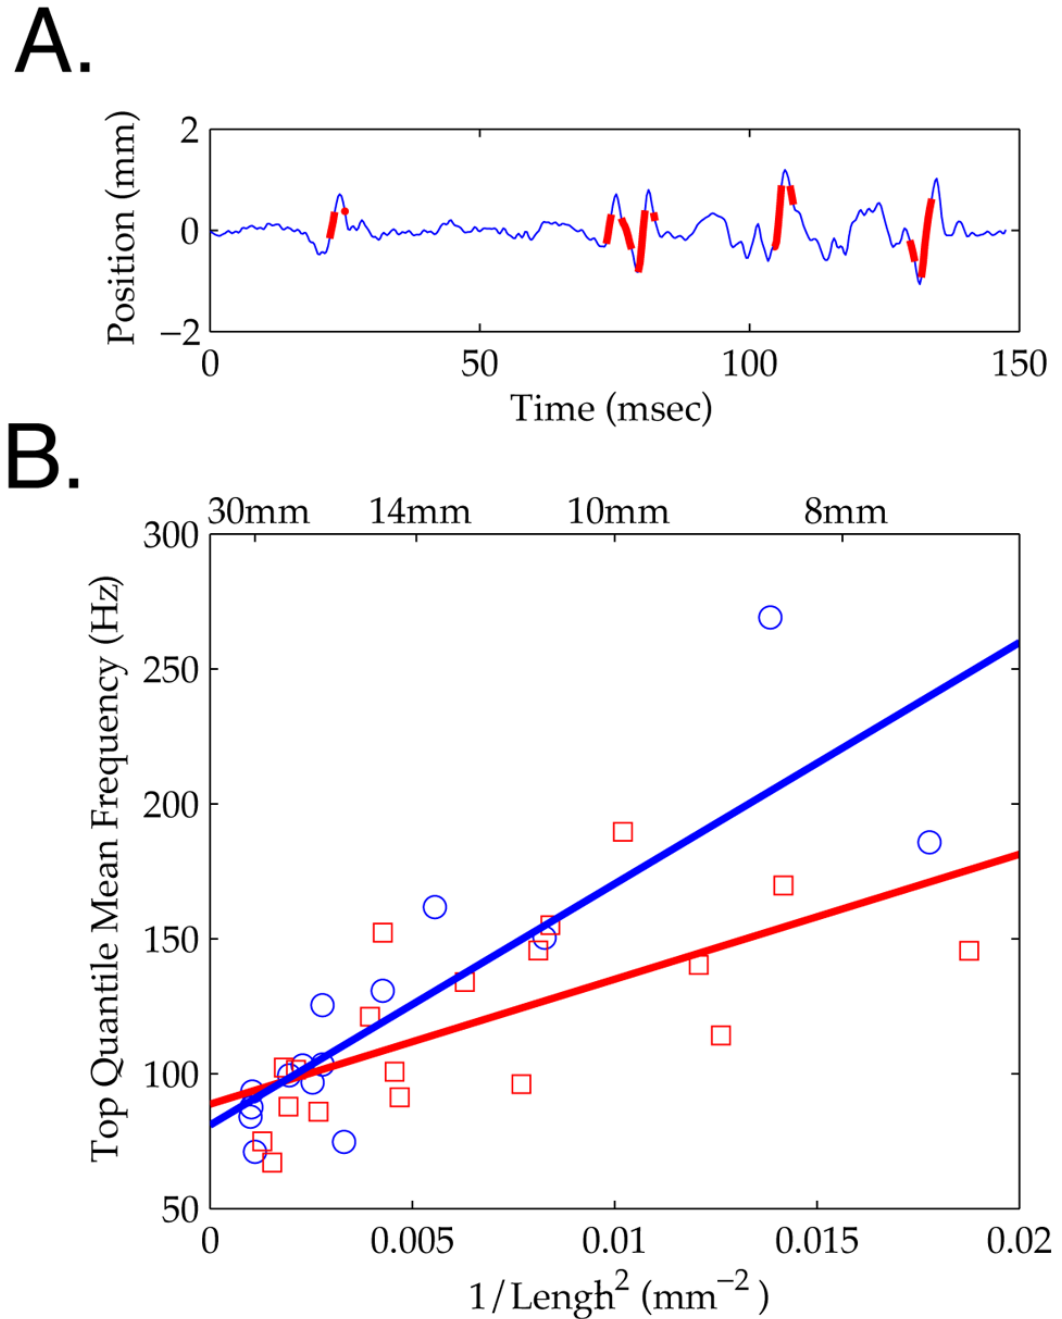 A.
Position (mm)
2
0
−2
0 50 100 150
Time (msec)
B.
30mm 14mm 10mm 8mm
Top Quantile Mean Frequency (Hz)
300
250
200
150
100
50
0 0.005 0.01 0.015 0.02
1/Lengh² (mm⁻²)